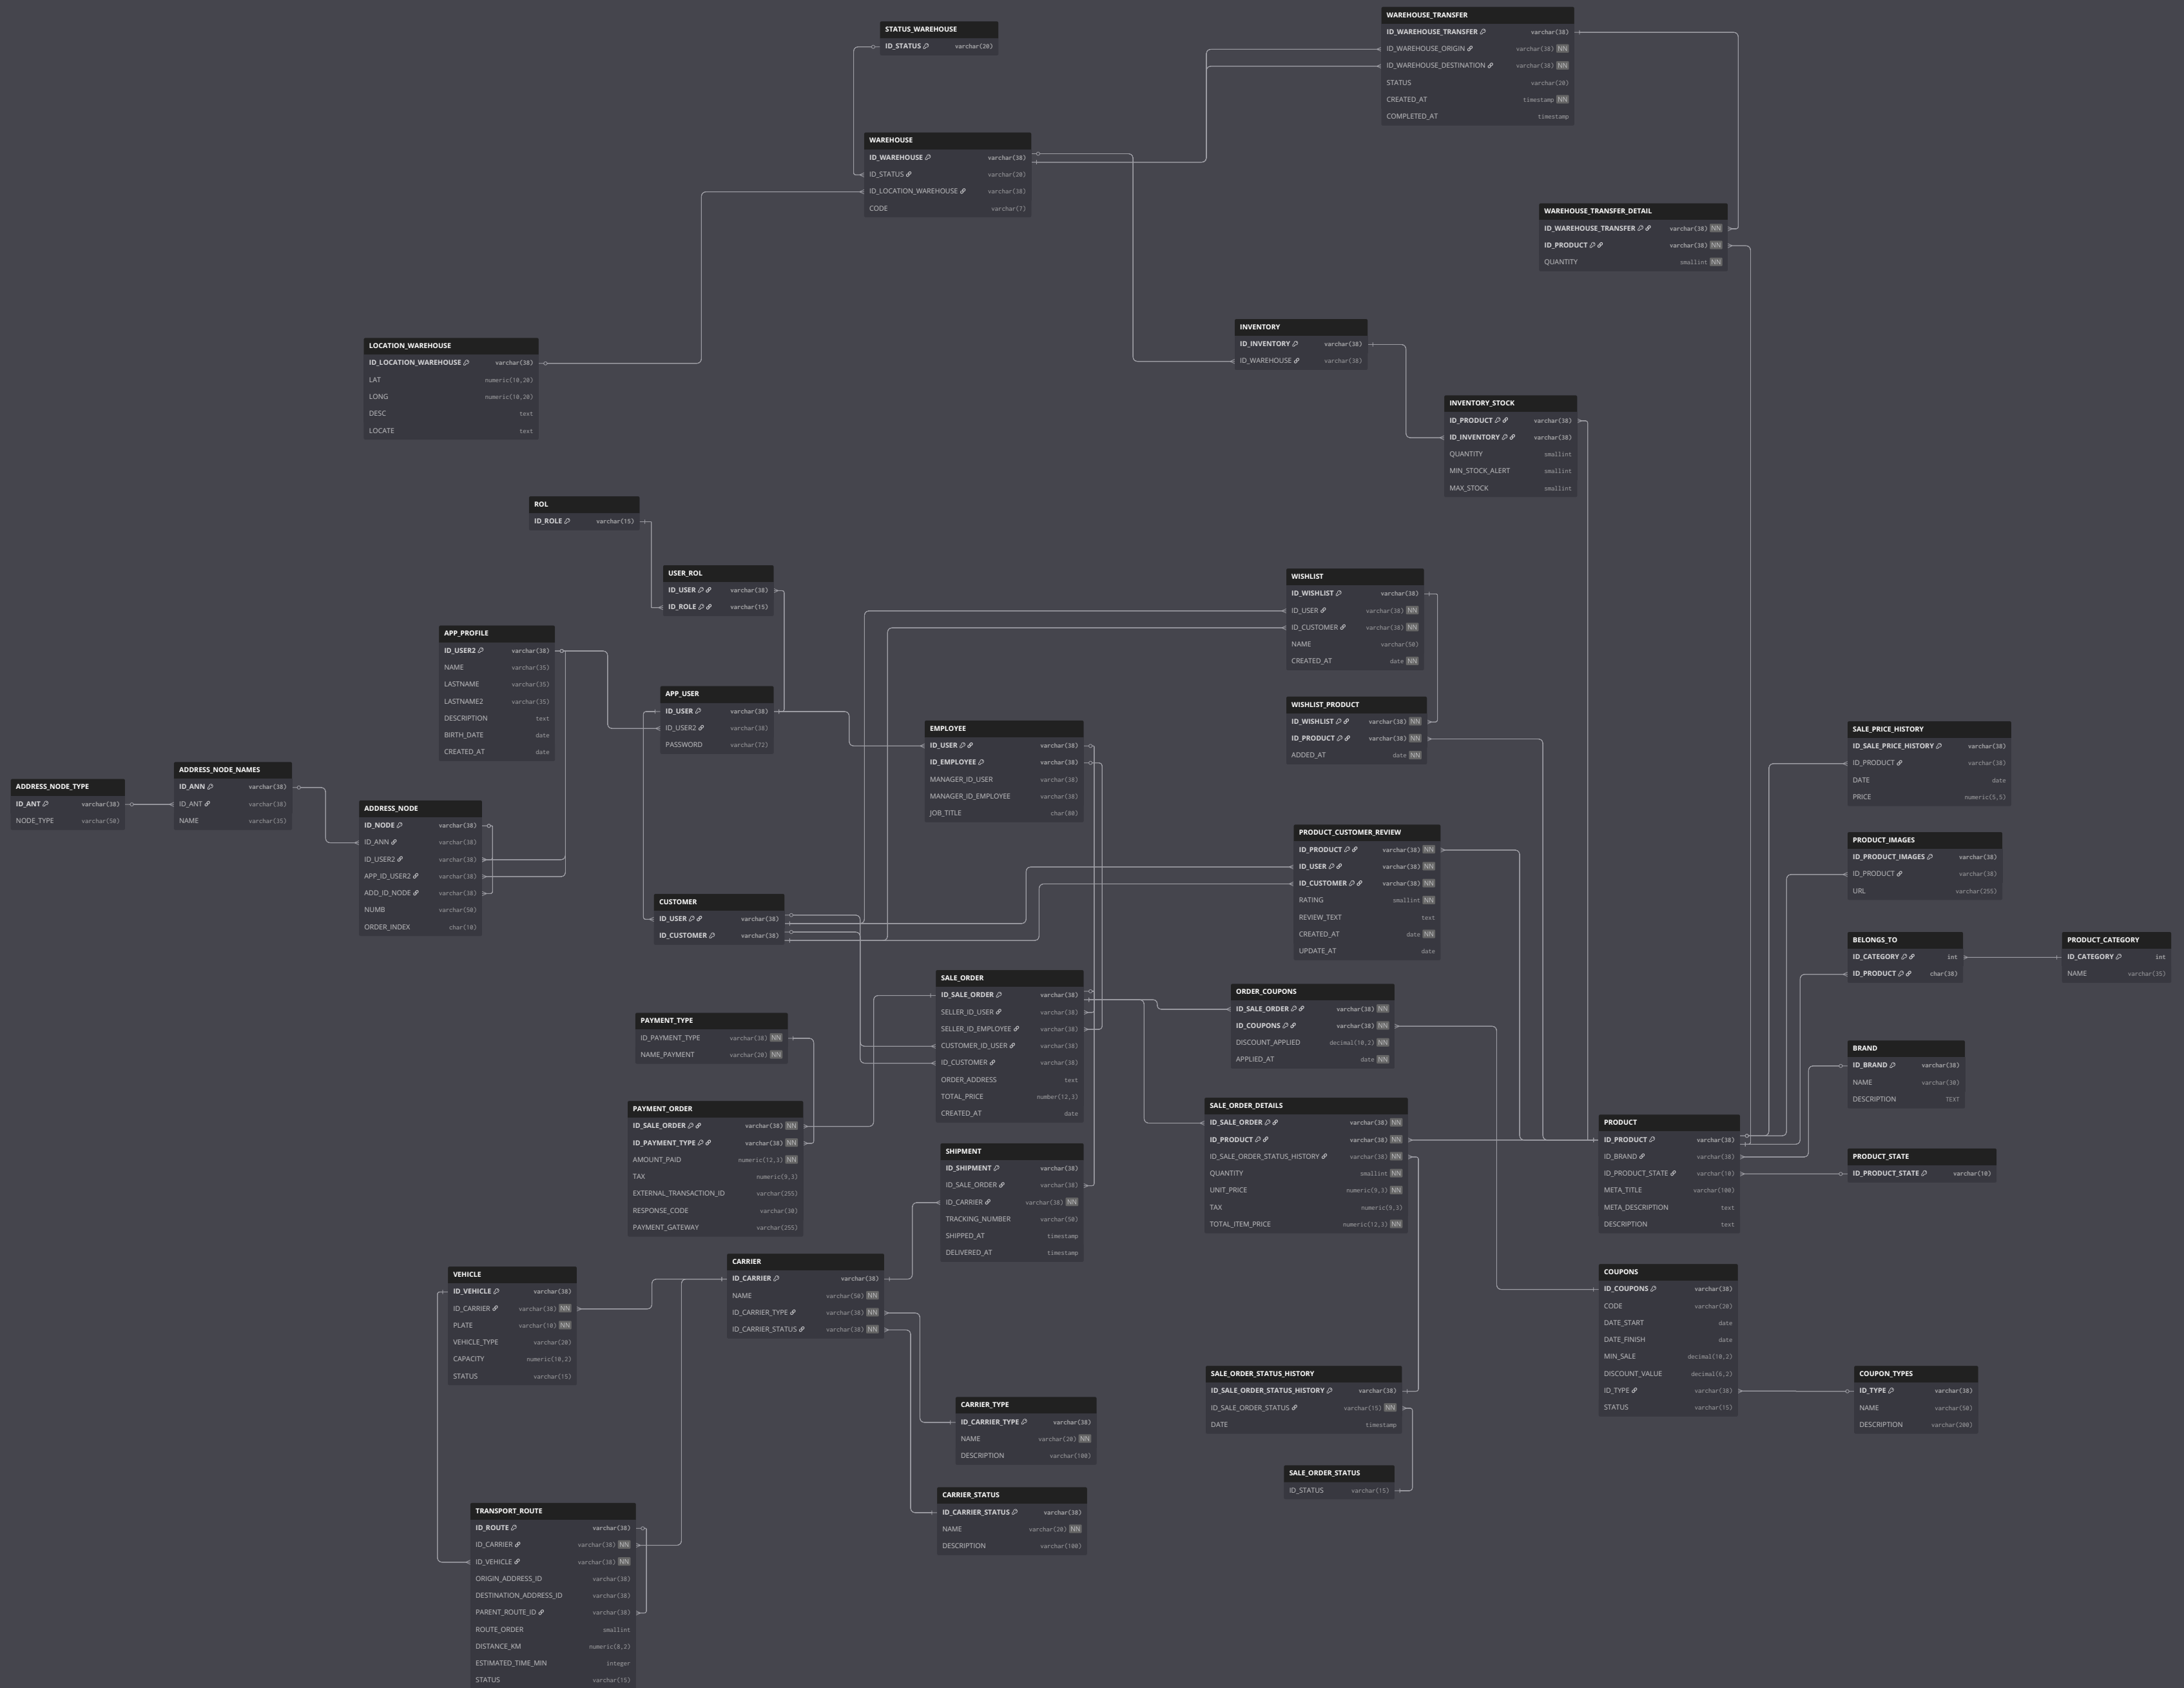 STATUS_WAREHOUSE
ID_STATUS varchar(20)
WAREHOUSE_TRANSFER
ID_WAREHOUSE_TRANSFER varchar(38)
ID_WAREHOUSE_ORIGIN varchar(38) NN
ID_WAREHOUSE_DESTINATION varchar(38) NN
STATUS varchar(20)
CREATED_AT timestamp NN
COMPLETED_AT timestamp
WAREHOUSE
ID_WAREHOUSE varchar(38)
ID_STATUS varchar(20)
ID_LOCATION_WAREHOUSE varchar(38)
CODE varchar(7)
WAREHOUSE_TRANSFER_DETAIL
ID_WAREHOUSE_TRANSFER varchar(38) NN
ID_PRODUCT varchar(38) NN
QUANTITY smallint NN
LOCATION_WAREHOUSE
ID_LOCATION_WAREHOUSE varchar(38)
LAT numeric(10,20)
LONG numeric(10,20)
DESC text
LOCATE text
INVENTORY
ID_INVENTORY varchar(38)
ID_WAREHOUSE varchar(38)
INVENTORY_STOCK
ID_PRODUCT varchar(38)
ID_INVENTORY varchar(38)
QUANTITY smallint
MIN_STOCK_ALERT smallint
MAX_STOCK smallint
ROL
ID_ROLE varchar(15)
USER_ROL
ID_USER varchar(38)
ID_ROLE varchar(15)
WISHLIST
ID_WISHLIST varchar(38)
ID_USER varchar(38) NN
ID_CUSTOMER varchar(38) NN
NAME varchar(50)
CREATED_AT date NN
APP_PROFILE
ID_USER2 varchar(38)
NAME varchar(35)
LASTNAME varchar(35)
LASTNAME2 varchar(35)
DESCRIPTION text
BIRTH_DATE date
CREATED_AT date
APP_USER
ID_USER varchar(38)
ID_USER2 varchar(38)
PASSWORD varchar(72)
WISHLIST_PRODUCT
ID_WISHLIST varchar(38) NN
ID_PRODUCT varchar(38) NN
ADDED_AT date NN
EMPLOYEE
ID_USER varchar(38)
ID_EMPLOYEE varchar(38)
MANAGER_ID_USER varchar(38)
MANAGER_ID_EMPLOYEE varchar(38)
JOB_TITLE char(80)
SALE_PRICE_HISTORY
ID_SALE_PRICE_HISTORY varchar(38)
ID_PRODUCT varchar(38)
DATE date
PRICE numeric(5,5)
ADDRESS_NODE_TYPE
ID_ANT varchar(38)
NODE_TYPE varchar(50)
ADDRESS_NODE_NAMES
ID_ANN varchar(38)
ID_ANT varchar(38)
NAME varchar(35)
ADDRESS_NODE
ID_NODE varchar(38)
ID_ANN varchar(38)
ID_USER2 varchar(38)
APP_ID_USER2 varchar(38)
ADD_ID_NODE varchar(38)
NUMB varchar(50)
ORDER_INDEX char(10)
PRODUCT_CUSTOMER_REVIEW
ID_PRODUCT varchar(38) NN
ID_USER varchar(38) NN
ID_CUSTOMER varchar(38) NN
RATING smallint NN
REVIEW_TEXT text
CREATED_AT date NN
UPDATE_AT date
PRODUCT_IMAGES
ID_PRODUCT_IMAGES varchar(38)
ID_PRODUCT varchar(38)
URL varchar(255)
CUSTOMER
ID_USER varchar(38)
ID_CUSTOMER varchar(38)
BELONGS_TO
ID_CATEGORY int
ID_PRODUCT char(38)
PRODUCT_CATEGORY
ID_CATEGORY int
NAME varchar(35)
SALE_ORDER
ID_SALE_ORDER varchar(38)
SELLER_ID_USER varchar(38)
SELLER_ID_EMPLOYEE varchar(38)
CUSTOMER_ID_USER varchar(38)
ID_CUSTOMER varchar(38)
ORDER_ADDRESS text
TOTAL_PRICE number(12,3)
CREATED_AT date
ORDER_COUPONS
ID_SALE_ORDER varchar(38) NN
ID_COUPONS varchar(38) NN
DISCOUNT_APPLIED decimal(10,2) NN
APPLIED_AT date NN
PAYMENT_TYPE
ID_PAYMENT_TYPE varchar(38) NN
NAME_PAYMENT varchar(20) NN
BRAND
ID_BRAND varchar(38)
NAME varchar(30)
DESCRIPTION TEXT
PAYMENT_ORDER
ID_SALE_ORDER varchar(38) NN
ID_PAYMENT_TYPE varchar(38) NN
AMOUNT_PAID numeric(12,3) NN
TAX numeric(9,3)
EXTERNAL_TRANSACTION_ID varchar(255)
RESPONSE_CODE varchar(38)
PAYMENT_GATEWAY varchar(255)
SALE_ORDER_DETAILS
ID_SALE_ORDER varchar(38) NN
ID_PRODUCT varchar(38) NN
ID_SALE_ORDER_STATUS_HISTORY varchar(38) NN
QUANTITY smallint NN
UNIT_PRICE numeric(9,3) NN
TAX numeric(9,3)
TOTAL_ITEM_PRICE numeric(12,3) NN
PRODUCT
ID_PRODUCT varchar(38)
ID_BRAND varchar(38)
ID_PRODUCT_STATE varchar(10)
META_TITLE varchar(100)
META_DESCRIPTION text
DESCRIPTION text
PRODUCT_STATE
ID_PRODUCT_STATE varchar(10)
SHIPMENT
ID_SHIPMENT varchar(38)
ID_SALE_ORDER varchar(38)
ID_CARRIER varchar(38) NN
TRACKING_NUMBER varchar(50)
SHIPPED_AT timestamp
DELIVERED_AT timestamp
CARRIER
ID_CARRIER varchar(38)
NAME varchar(50) NN
ID_CARRIER_TYPE varchar(38) NN
ID_CARRIER_STATUS varchar(38) NN
VEHICLE
ID_VEHICLE varchar(38)
ID_CARRIER varchar(38) NN
PLATE varchar(10) NN
VEHICLE_TYPE varchar(20)
CAPACITY numeric(10,2)
STATUS varchar(15)
COUPONS
ID_COUPONS varchar(38)
CODE varchar(20)
DATE_START date
DATE_FINISH date
MIN_SALE decimal(10,2)
DISCOUNT_VALUE decimal(6,2)
ID_TYPE varchar(38)
STATUS varchar(15)
SALE_ORDER_STATUS_HISTORY
ID_SALE_ORDER_STATUS_HISTORY varchar(38)
ID_SALE_ORDER_STATUS varchar(15) NN
DATE timestamp
COUPON_TYPES
ID_TYPE varchar(38)
NAME varchar(50)
DESCRIPTION varchar(200)
CARRIER_TYPE
ID_CARRIER_TYPE varchar(38)
NAME varchar(20) NN
DESCRIPTION varchar(100)
SALE_ORDER_STATUS
ID_STATUS varchar(15)
CARRIER_STATUS
ID_CARRIER_STATUS varchar(38)
NAME varchar(20) NN
DESCRIPTION varchar(100)
TRANSPORT_ROUTE
ID_ROUTE varchar(38)
ID_CARRIER varchar(38) NN
ID_VEHICLE varchar(38) NN
ORIGIN_ADDRESS_ID varchar(38)
DESTINATION_ADDRESS_ID varchar(38)
PARENT_ROUTE_ID varchar(38)
ROUTE_ORDER smallint
DISTANCE_KM numeric(8,2)
ESTIMATED_TIME_MIN integer
STATUS varchar(15)